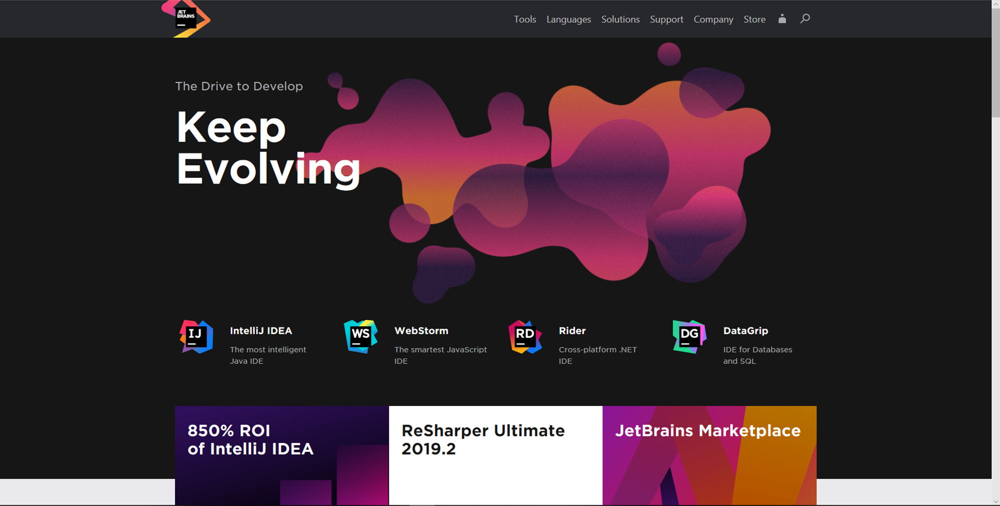 JET
BRAINS
Tools Languages Solutions Support Company Store
The Drive to Develop
Keep
Evolving
IJ
IntelliJ IDEA
The most intelligent
Java IDE
WS
WebStorm
The smartest JavaScript
IDE
RD
Rider
Cross-platform .NET
IDE
DG
DataGrip
IDE for Databases
and SQL
850% ROI
of IntelliJ IDEA
ReSharper Ultimate
2019.2
JetBrains Marketplace